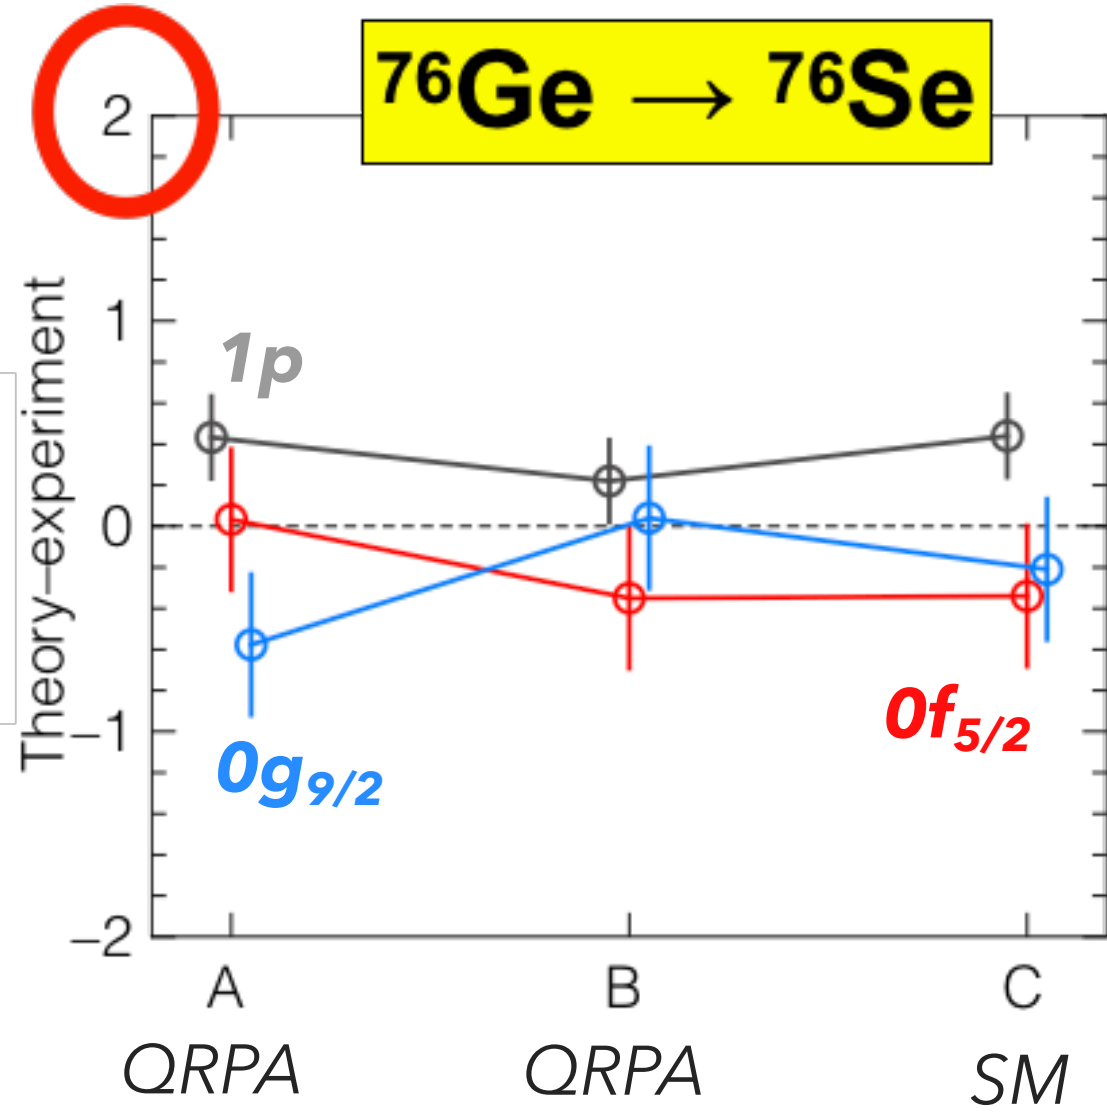 ⁷⁶Ge → ⁷⁶Se
2
1
0
−1
−2
Theory−experiment
1p
0g₉/₂
0f₅/₂
A B C
QRPA QRPA SM